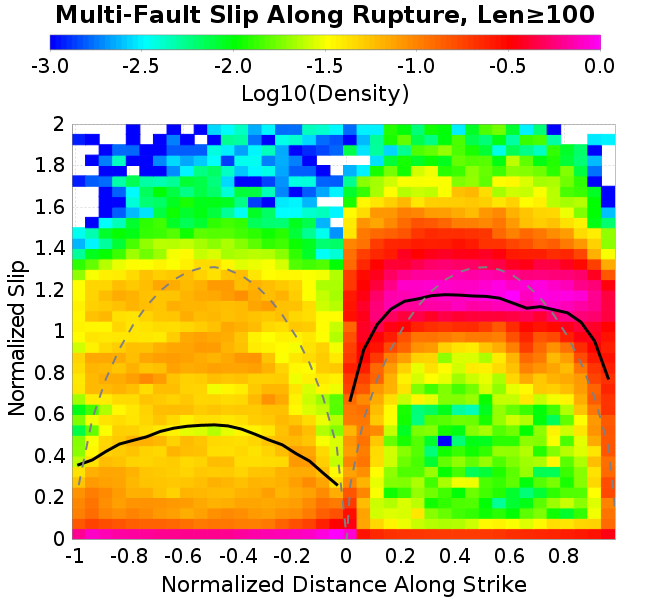 Multi-Fault Slip Along Rupture, Len≥100
-3.0 -2.5 -2.0 -1.5 -1.0 -0.5 0.0
Log10(Density)
2
1.8
1.6
1.4
1.2
1
0.8
0.6
0.4
0.2
0
Normalized Slip
-1 -0.8 -0.6 -0.4 -0.2 0 0.2 0.4 0.6 0.8
Normalized Distance Along Strike